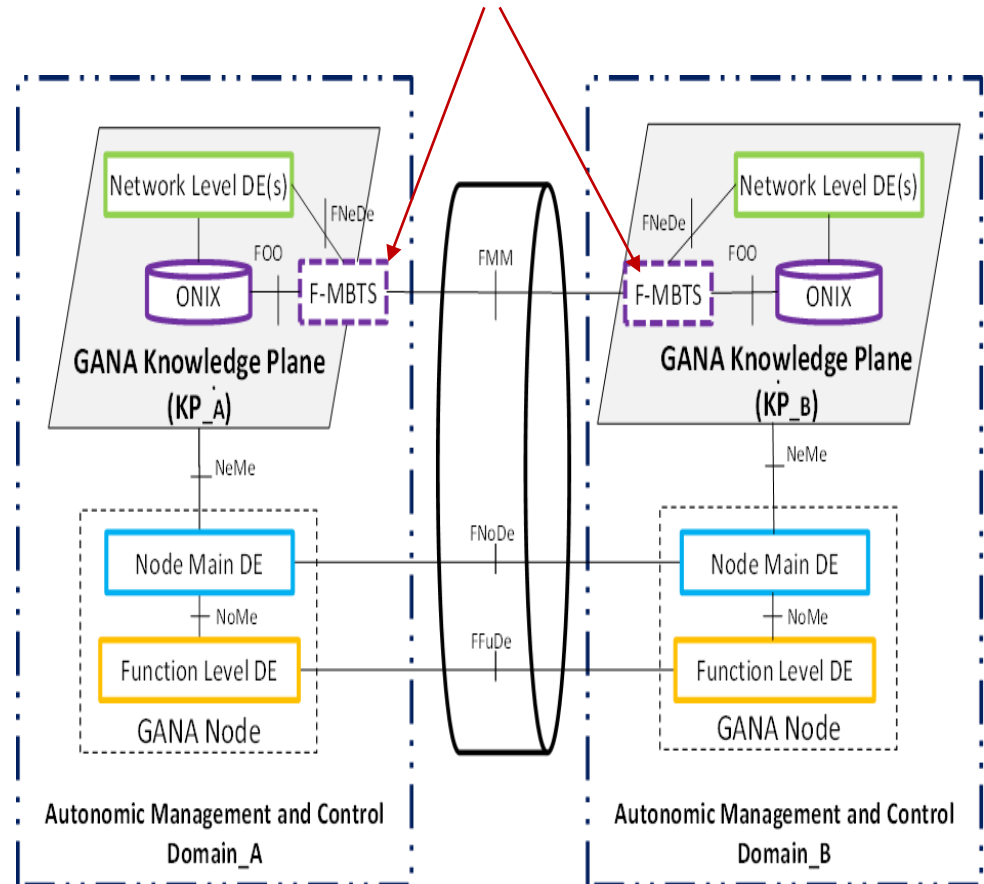 Network Level DE(s)
FNeDe
FOO
ONIX
F-MBTS
GANA Knowledge Plane
(KP_A)
NeMe
Node Main DE
NoMe
Function Level DE
GANA Node
Autonomic Management and Control
Domain_A
FMM
FNoDe
FFuDe
Network Level DE(s)
FNeDe
FOO
F-MBTS
ONIX
GANA Knowledge Plane
(KP_B)
NeMe
Node Main DE
NoMe
Function Level DE
GANA Node
Autonomic Management and Control
Domain_B